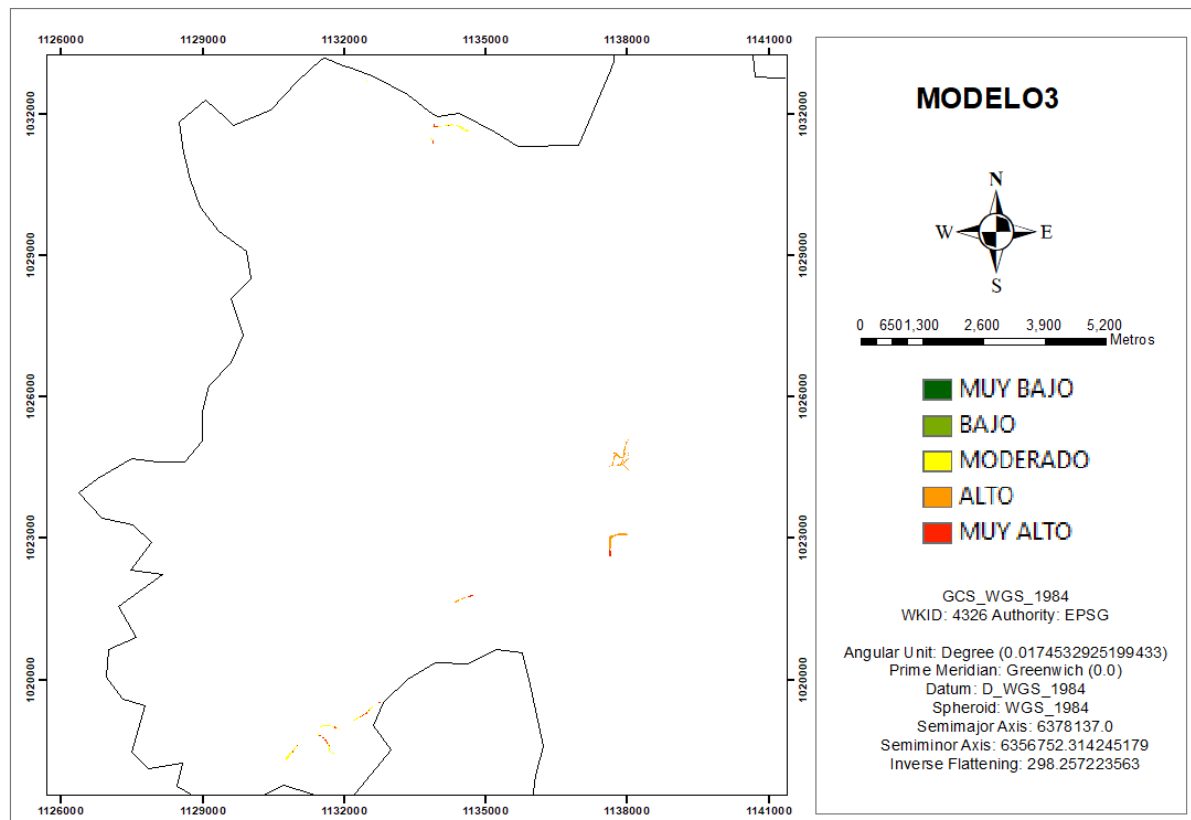 1126000 1129000 1132000 1135000 1138000 1141000
1032000 1032000
1029000 1029000
1026000 1026000
1023000 1023000
1020000 1020000
1126000 1129000 1132000 1135000 1138000 1141000
MODELO3
N
W E
S
0 650 1,300 2,600 3,900 5,200
Metros
MUY BAJO
BAJO
MODERADO
ALTO
MUY ALTO
GCS_WGS_1984
WKID: 4326 Authority: EPSG
Angular Unit: Degree (0.0174532925199433)
Prime Meridian: Greenwich (0.0)
Datum: D_WGS_1984
Spheroid: WGS_1984
Semimajor Axis: 6378137.0
Semiminor Axis: 6356752.314245179
Inverse Flattening: 298.257223563